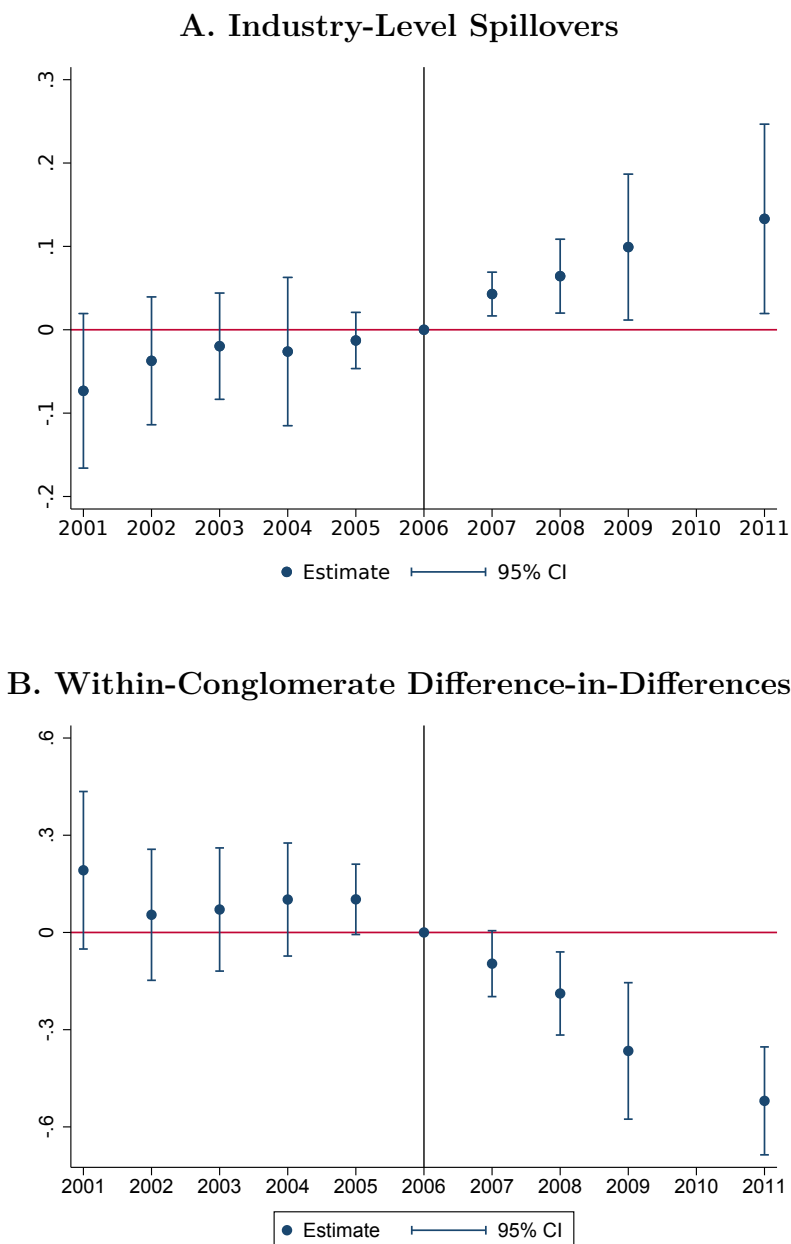 A. Industry-Level Spillovers
.3
.2
.1
0
-.1
-.2
2001 2002 2003 2004 2005 2006 2007 2008 2009 2010 2011
Estimate 95% CI
B. Within-Conglomerate Difference-in-Differences
.6
.3
0
-.3
-.6
2001 2002 2003 2004 2005 2006 2007 2008 2009 2010 2011
Estimate 95% CI